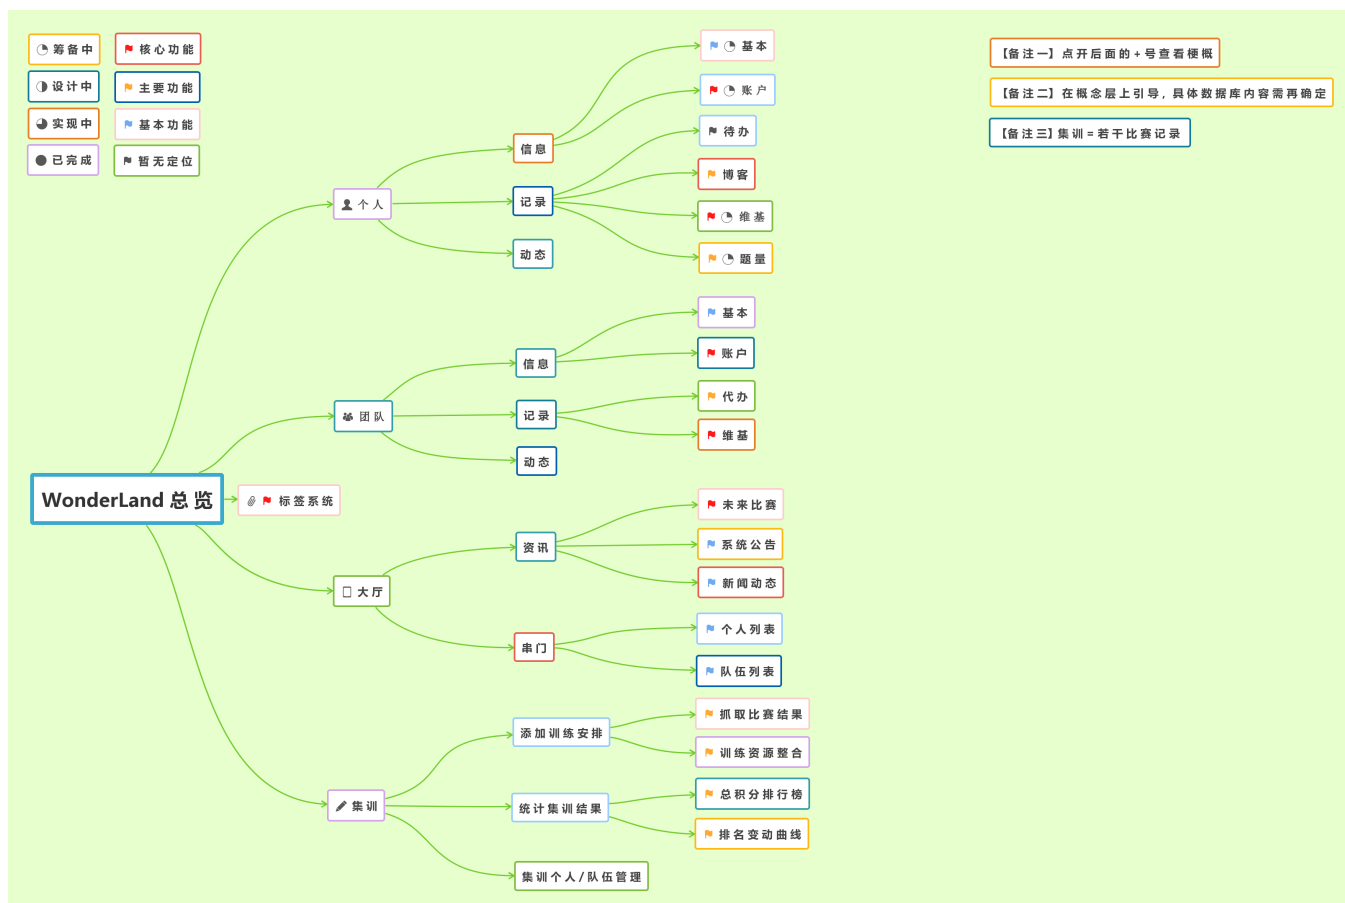 筹备中
核心功能
设计中
主要功能
实现中
基本功能
已完成
暂无定位
【备注一】点开后面的+号查看梗概
【备注二】在概念层上引导，具体数据库内容需再确定
【备注三】集训=若干比赛记录
WonderLand 总览
个人
信息
基本
账户
记录
待办
博客
维基
题量
动态
团队
信息
基本
账户
记录
代办
维基
动态
标签系统
大厅
资讯
未来比赛
系统公告
新闻动态
串门
个人列表
队伍列表
集训
添加训练安排
抓取比赛结果
训练资源整合
统计集训结果
总积分排行榜
排名变动曲线
集训个人/队伍管理